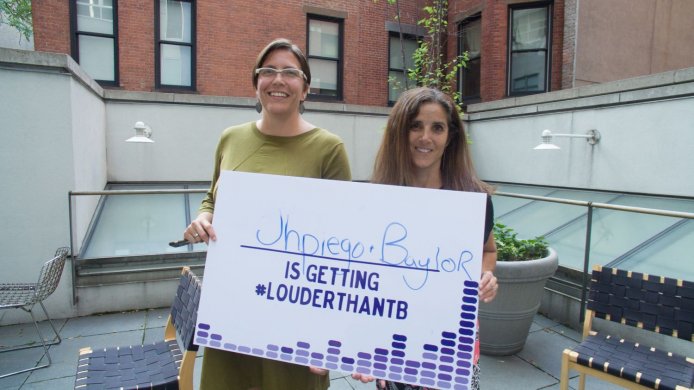 Jhpiego + Baylor
IS GETTING
#LOUDERTHANTB